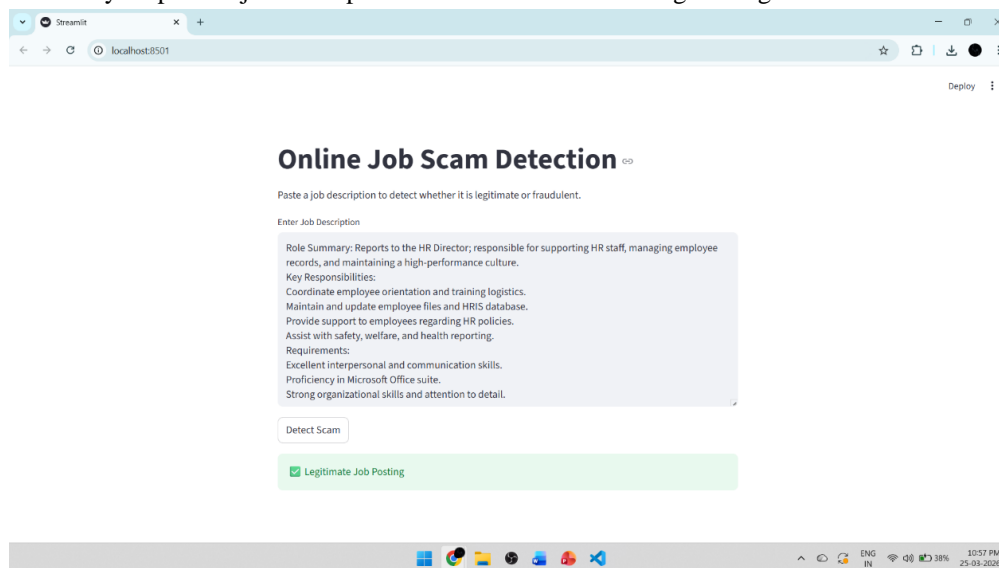 Streamlit
localhost:8501
Deploy
Online Job Scam Detection
Paste a job description to detect whether it is legitimate or fraudulent.
Enter Job Description
Role Summary: Reports to the HR Director; responsible for supporting HR staff, managing employee
records, and maintaining a high-performance culture.
Key Responsibilities:
Coordinate employee orientation and training logistics.
Maintain and update employee files and HRIS database.
Provide support to employees regarding HR policies.
Assist with safety, welfare, and health reporting.
Requirements:
Excellent interpersonal and communication skills.
Proficiency in Microsoft Office suite.
Strong organizational skills and attention to detail.
Detect Scam
Legitimate Job Posting
ENG
IN
38%
10:57 PM
25-03-2026